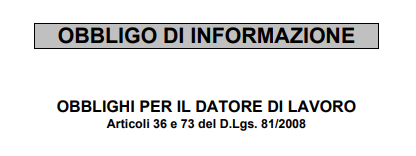 OBBLIGO DI INFORMAZIONE
OBBLIGHI PER IL DATORE DI LAVORO
Articoli 36 e 73 del D.Lgs. 81/2008